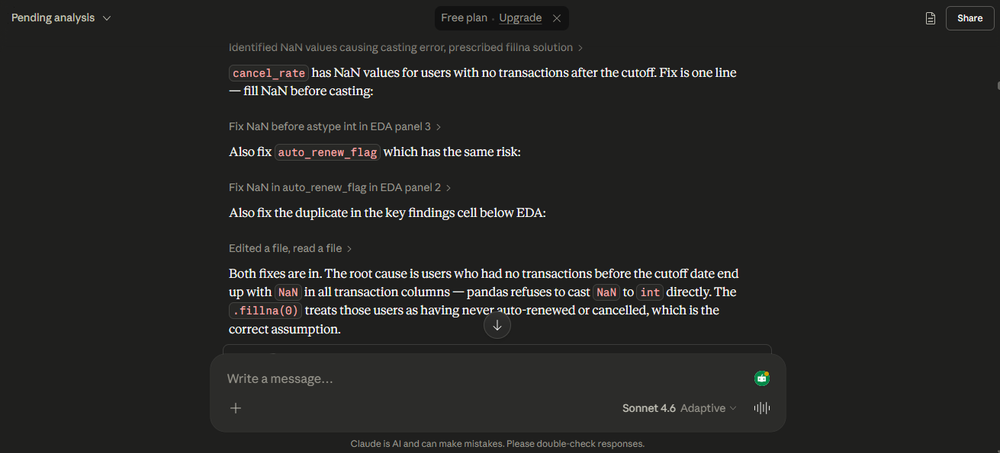 Pending analysis
Free plan · Upgrade
Share
Identified NaN values causing casting error, prescribed fillna solution
cancel_rate has NaN values for users with no transactions after the cutoff. Fix is one line
— fill NaN before casting:
Fix NaN before astype int in EDA panel 3
Also fix auto_renew_flag which has the same risk:
Fix NaN in auto_renew_flag in EDA panel 2
Also fix the duplicate in the key findings cell below EDA:
Edited a file, read a file
Both fixes are in. The root cause is users who had no transactions before the cutoff date end
up with NaN in all transaction columns — pandas refuses to cast NaN to int directly. The
.fillna(0) treats those users as having never auto-renewed or cancelled, which is the
correct assumption.
Write a message...
Sonnet 4.6 Adaptive
Claude is AI and can make mistakes. Please double-check responses.